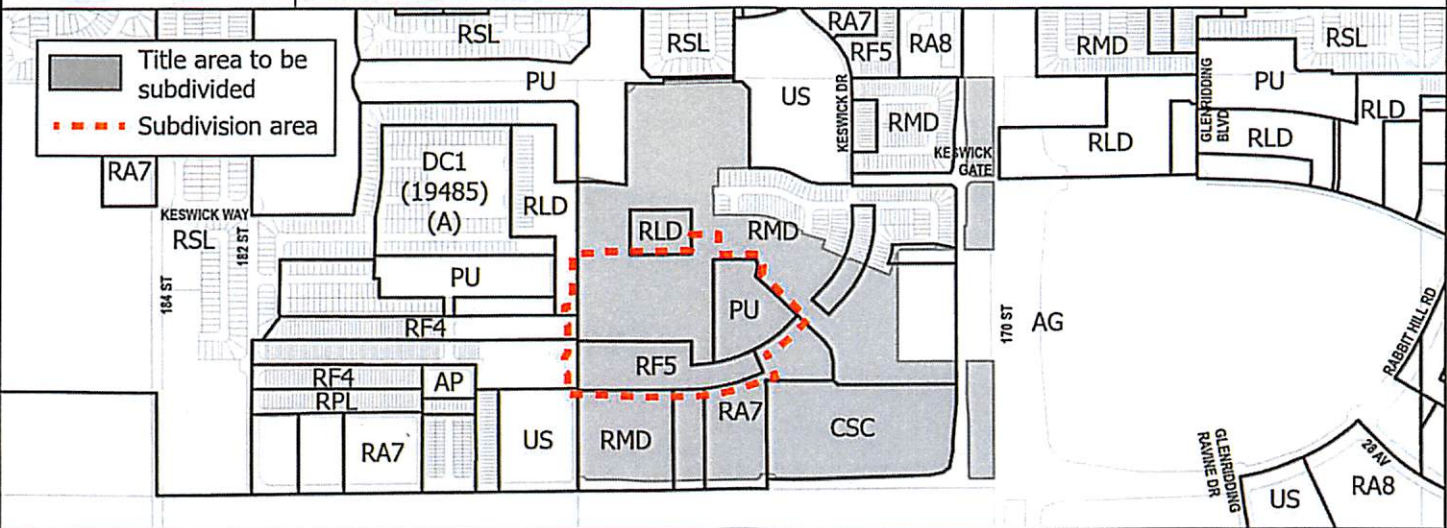 Title area to be
subdivided
Subdivision area
RSL
PU
RSL
US
RA7
RF5
RA8
KESWICK DR
RMD
KESWICK
GATE
RMD
RSL
PU
GLENRIDDING
BLVD
RLD
RLD
RLD
RA7
KESWICK WAY
RSL
182 ST
184 ST
DC1
(19485)
(A)
RLD
PU
RF4
RF4
RPL
AP
RA7
US
RLD
RMD
PU
RF5
RMD
RA7
CSC
170 ST
AG
RABBIT HILL RD
GLENRIDDING
RAVINE DR
28 AV
US
RA8